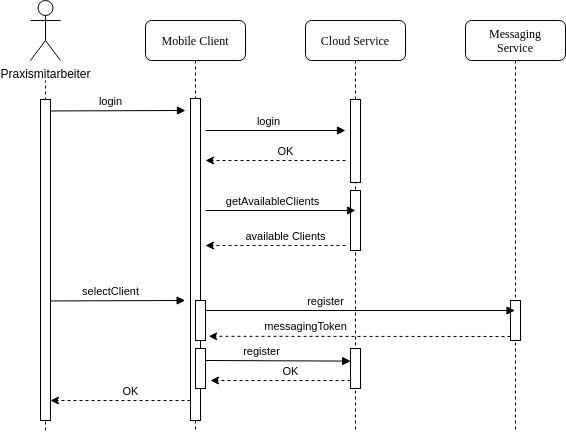 Mobile Client
Cloud Service
Messaging
Service
Praxismitarbeiter
login
login
OK
getAvailableClients
available Clients
selectClient
register
messagingToken
register
OK
OK